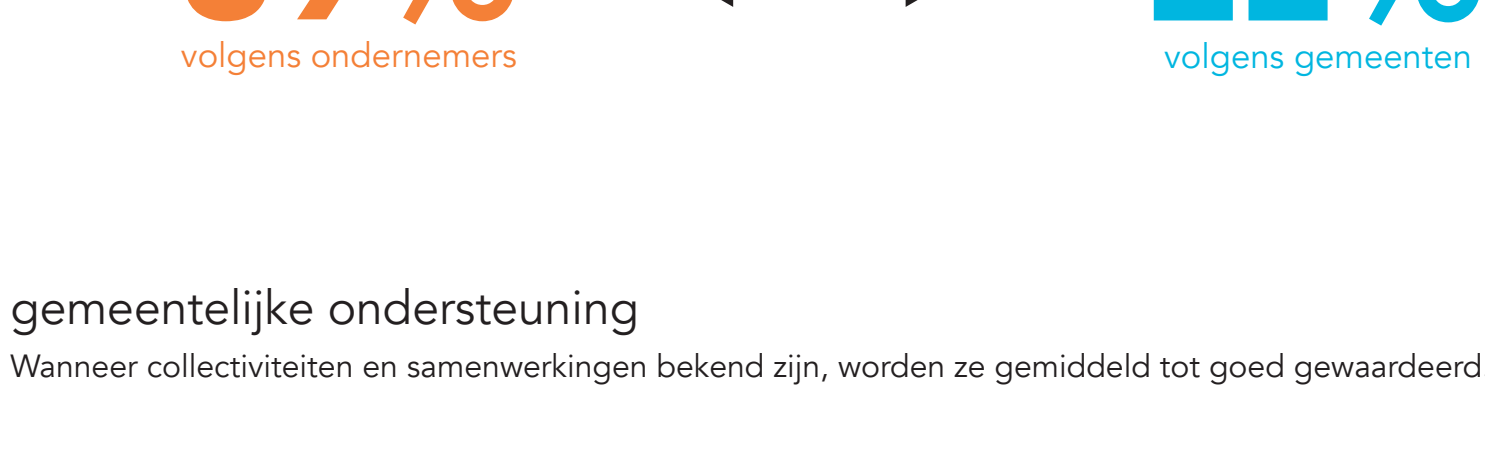 volgens ondernemers
volgens gemeenten
gemeentelijke ondersteuning
Wanneer collectiviteiten en samenwerkingen bekend zijn, worden ze gemiddeld tot goed gewaardeerd